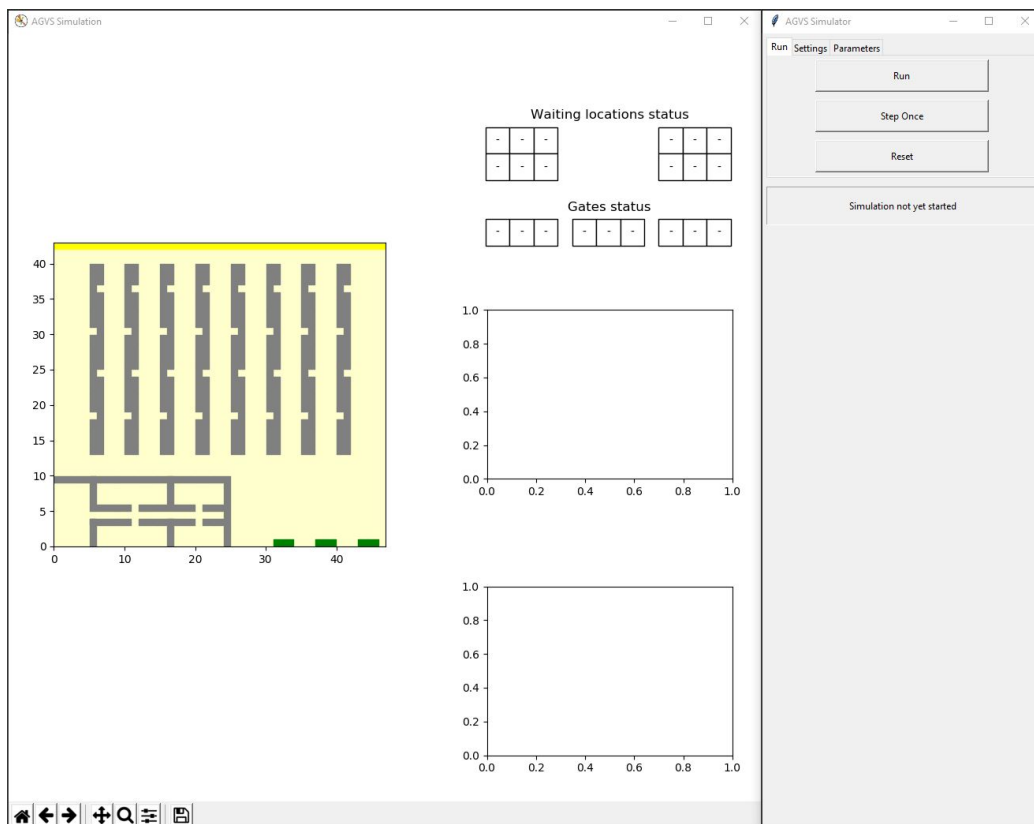 AGVS Simulation
Waiting locations status
- - - - - -
- - - - - -
Gates status
- - - - - - - - -
40
35
30
25
20
15
10
5
0
0 10 20 30 40
1.0
0.8
0.6
0.4
0.2
0.0
0.0 0.2 0.4 0.6 0.8 1.0
1.0
0.8
0.6
0.4
0.2
0.0
0.0 0.2 0.4 0.6 0.8 1.0
AGVS Simulator
Run Settings Parameters
Run
Step Once
Reset
Simulation not yet started